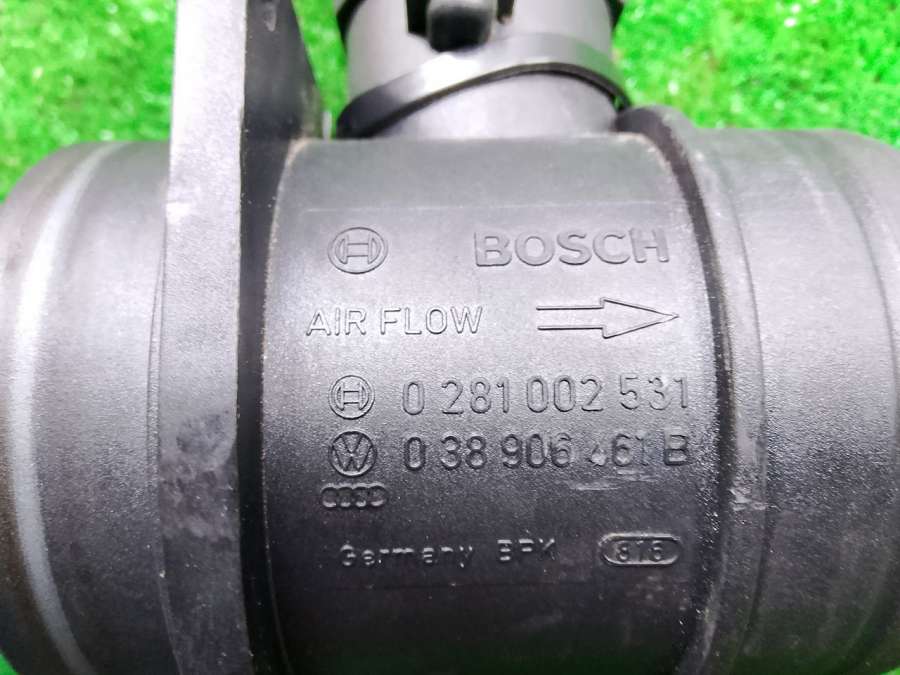 BOSCH
AIR FLOW
0 281 002 531
0 38 906 461 B
Germany BPK 816